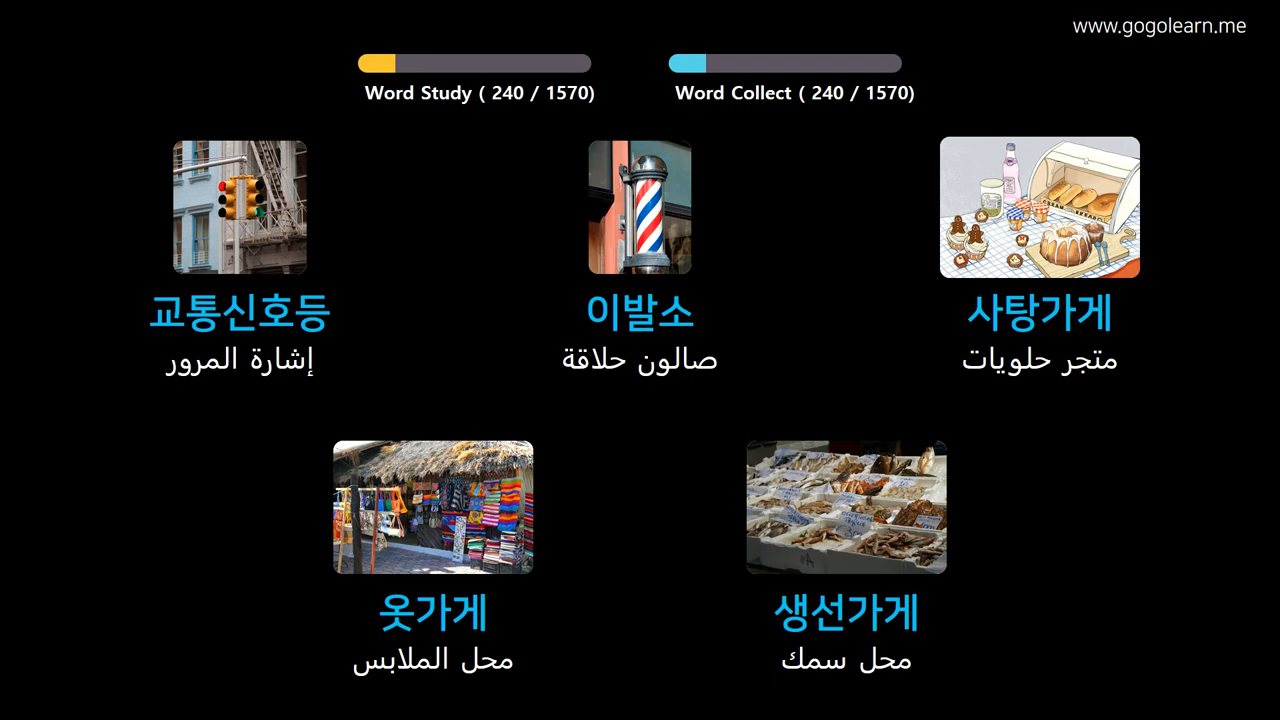 www.gogolearn.me
Word Study ( 240 / 1570)
Word Collect ( 240 / 1570)
교통신호등
إشارة المرور
이발소
صالون حلاقة
사탕가게
متجر حلويات
옷가게
محل الملابس
생선가게
محل سمك